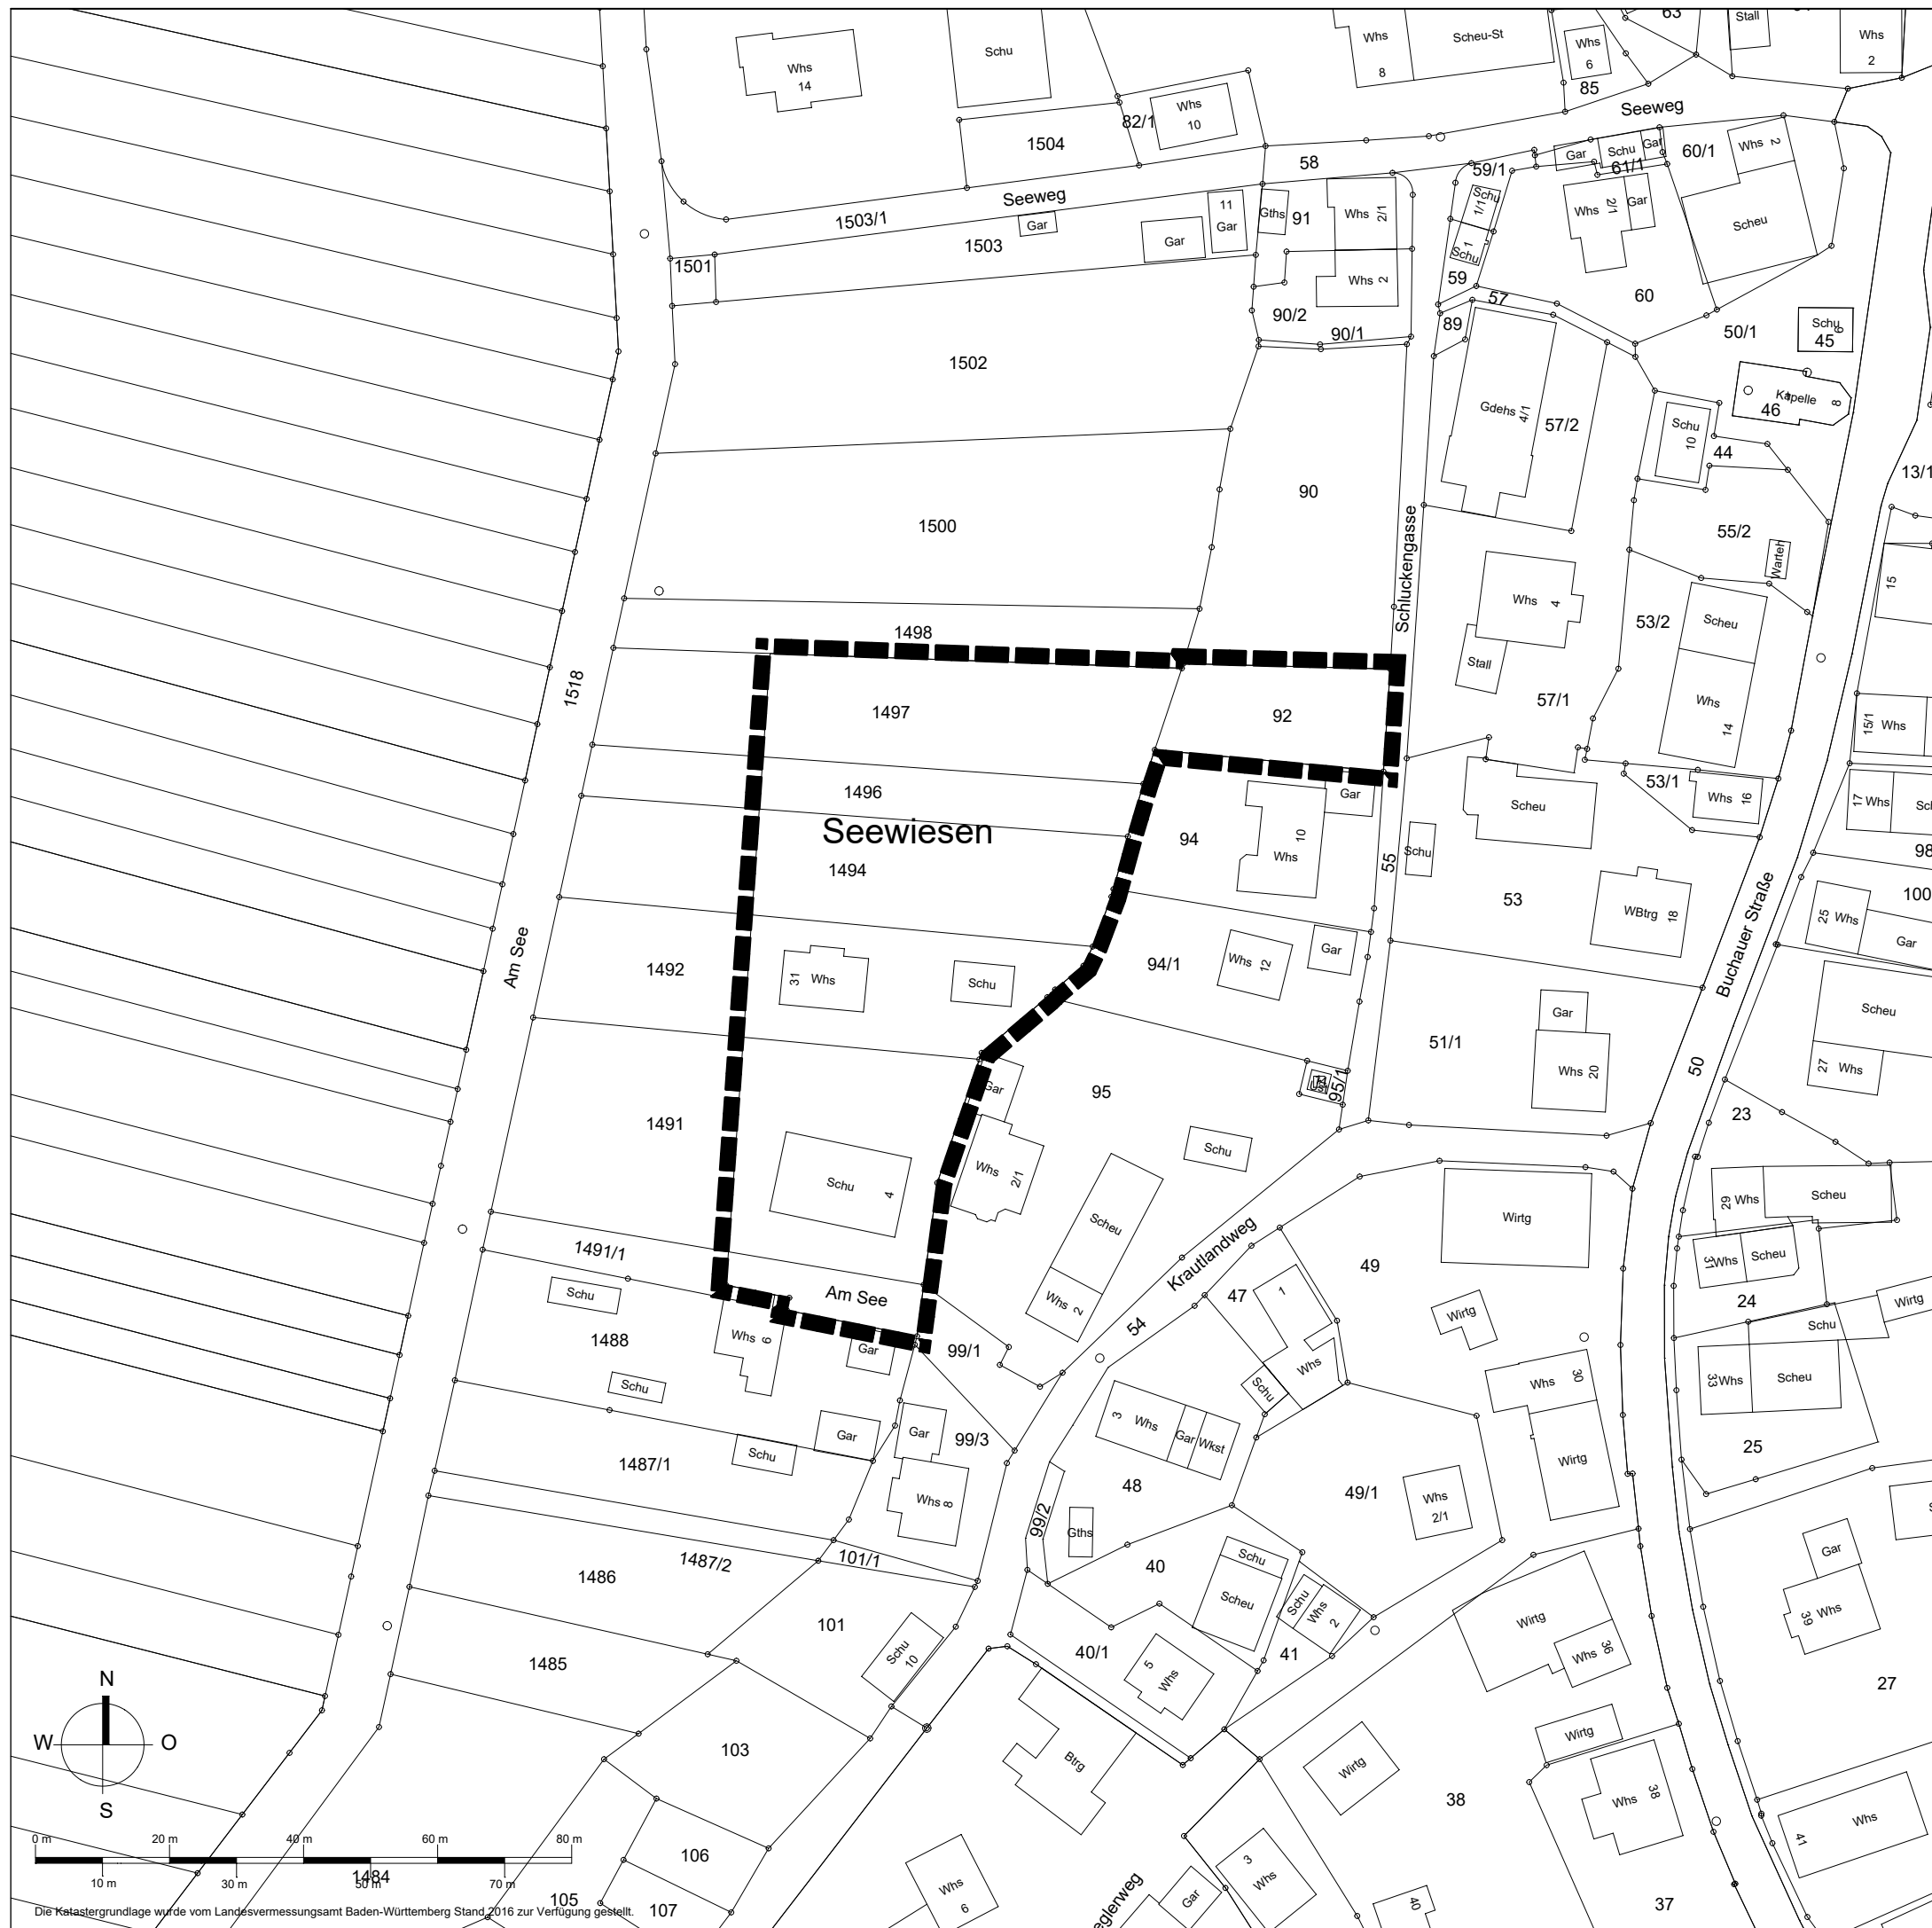 63
Stall
Whs
2
Whs
8
Scheu-St
Whs
6
85
Seeweg
Whs
14
Schu
82/1
Whs
10
1504
58
59/1
Gar
Schu
Gar
61/1
60/1
Whs 2
Seeweg
1503/1
1503
Gar
Gar
11
Gar
Gths
91
Whs 2/1
Whs 2
Schu
1/1
Schu
1
59
Whs 2/1
Gar
Scheu
60
1501
57
89
90/2
90/1
50/1
Schu
9
45
1502
Gdehs
4/1
57/2
Kapelle
8
46
Schu
10
44
13/1
90
1500
55/2
Warteh
15
Schluckengasse
Whs 4
53/2
Scheu
1498
Stall
1518
1497
92
57/1
Whs
14
15/1
Whs
53/1
Whs 16
17
Whs
1496
Gar
Scheu
Seewiesen
94
10
Whs
55
Schu
98
1494
53
WBtrg 18
100
25
Whs
Gar
Am See
1492
31
Whs
Schu
94/1
Whs 12
Gar
Buchauer Straße
Gar
Scheu
51/1
Whs 20
50
27
Whs
Gar
95
95/1
23
1491
Schu
4
Whs 2/1
Schu
Scheu
Wirtg
29
Whs
Scheu
Krautlandweg
1491/1
Am See
49
31
Whs
Scheu
Schu
47
1
24
Wirtg
Whs 2
54
Wirtg
Schu
1488
Whs 6
Gar
99/1
Whs
30
Whs
33
Whs
Scheu
Schu
Schu
3
Whs
Gar
Wkst
Gar
Gar
99/3
25
1487/1
Schu
Wirtg
Whs 8
48
49/1
Whs
2/1
99/2
Gths
Gar
1487/2
101/1
40
Schu
1486
Scheu
Schu
Whs
2
39
Whs
101
Wirtg
Schu
10
40/1
41
Whs 36
1485
5
Whs
27
N
W
O
S
Wirtg
103
Btrg
Wirtg
38
Whs 38
41
Whs
0 m
20 m
40 m
60 m
80 m
10 m
30 m
50 m
70 m
1484
106
3
Whs
Whs
6
Gar
40
105
107
37
eglerweg
Die Katastergrundlage wurde vom Landesvermessungsamt Baden-Württemberg Stand 2016 zur Verfügung gestellt.